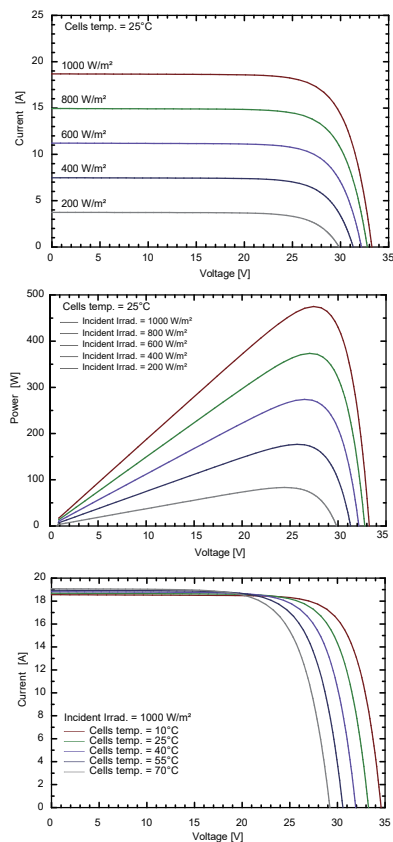 25
Cells temp. = 25°C
1000 W/m²
20
800 W/m²
15
600 W/m²
10
400 W/m²
5
200 W/m²
0
Current [A]
0 5 10 15 20 25 30 35
Voltage [V]
500
Cells temp. = 25°C
Incident Irrad. = 1000 W/m²
Incident Irrad. = 800 W/m²
400
Incident Irrad. = 600 W/m²
Incident Irrad. = 400 W/m²
Incident Irrad. = 200 W/m²
300
200
100
0
Power [W]
0 5 10 15 20 25 30 35
Voltage [V]
20
18
16
14
12
10
8
Incident Irrad. = 1000 W/m²
Cells temp. = 10°C
6
Cells temp. = 25°C
Cells temp. = 40°C
4
Cells temp. = 55°C
Cells temp. = 70°C
2
0
Current [A]
0 5 10 15 20 25 30 35
Voltage [V]